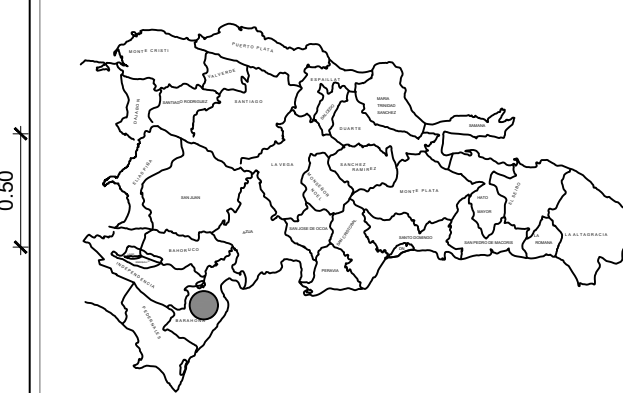 MONTE CRISTI
PUERTO PLATA
VALVERDE
ESPAILLAT
DAJABON
SANTIAGO RODRIGUEZ
SANTIAGO
SALCEDO
MARIA
TRINIDAD
SANCHEZ
DUARTE
SAMANA
0.50
ELIAS PIÑA
LA VEGA
SANCHEZ
RAMIREZ
SAN JUAN
MONSEÑOR
NOEL
MONTE PLATA
HATO
MAYOR
EL SEIBO
AZUA
SAN JOSE DE OCOA
SAN CRISTOBAL
SANTO DOMINGO
SAN PEDRO DE MACORIS
LA
ROMANA
LA ALTAGRACIA
BAHORUCO
INDEPENDENCIA
PERAVIA
PEDERNALES
BARAHONA